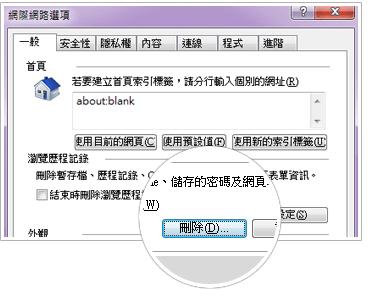 網際網路選項
一般 安全性 隱私權 內容 連線 程式 進階
首頁
若要建立首頁索引標籤，請分行輸入個別的網址(R)
about:blank
使用目前的網頁(C) 使用預設值(F) 使用新的索引標籤(U)
瀏覽歷程記錄
刪除暫存檔、歷程記錄、 、儲存的密碼及網頁 表單資訊。
結束時刪除瀏覽歷程 W)
刪除(D)... 設定(S)
外觀